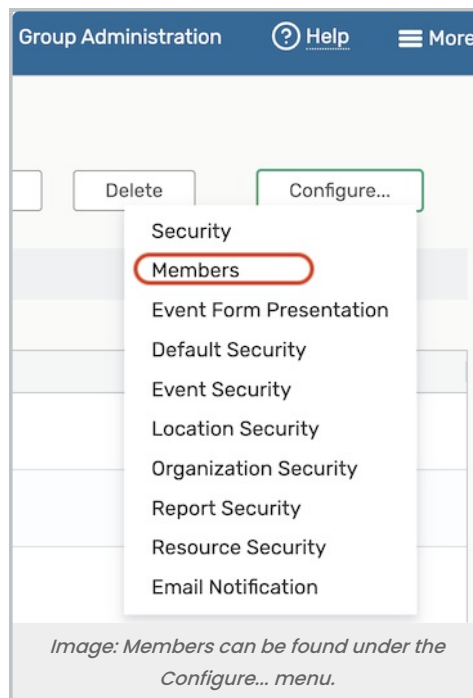 Group Administration ? Help More
Delete Configure...
Security
Members
Event Form Presentation
Default Security
Event Security
Location Security
Organization Security
Report Security
Resource Security
Email Notification
Image: Members can be found under the
Configure... menu.